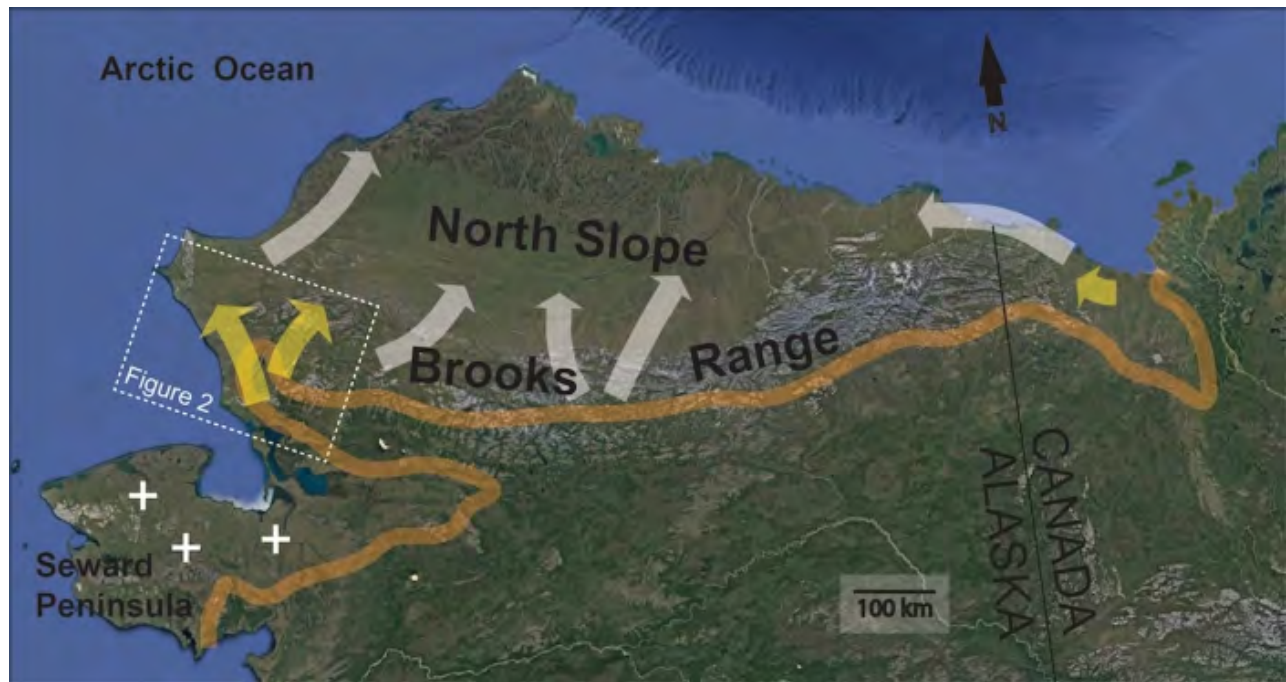 Arctic Ocean
N
North Slope
Brooks Range
Figure 2
CANADA
ALASKA
Seward
Peninsula
100 km